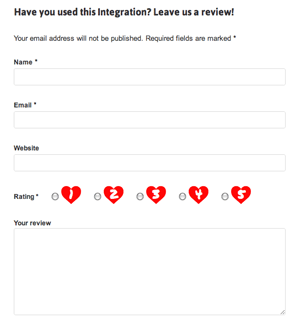 Have you used this Integration? Leave us a review!
Your email address will not be published. Required fields are marked *
Name *
Email *
Website
Rating * 1 2 3 4 5
Your review